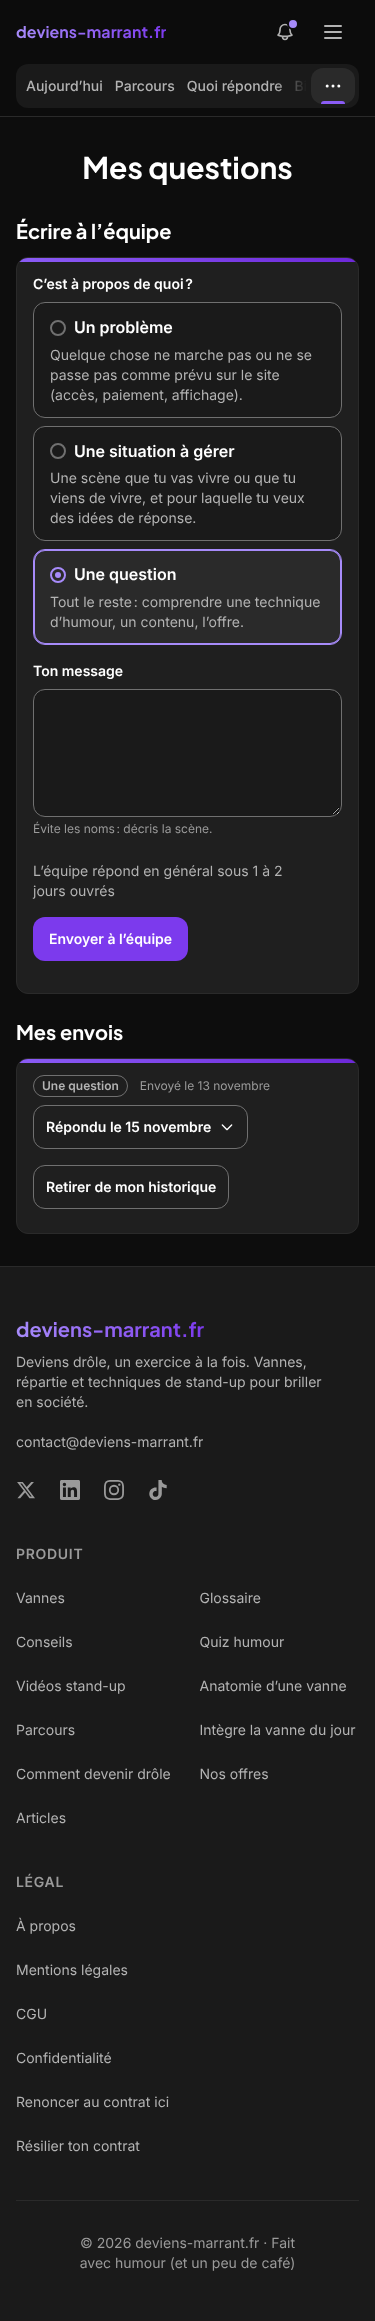 deviens-marrant.fr
Aujourd’hui Parcours Quoi répondre
Mes questions
Écrire à l’équipe
C’est à propos de quoi ?
Un problème
Quelque chose ne marche pas ou ne se
passe pas comme prévu sur le site
(accès, paiement, affichage).
Une situation à gérer
Une scène que tu vas vivre ou que tu
viens de vivre, et pour laquelle tu veux
des idées de réponse.
Une question
Tout le reste : comprendre une technique
d’humour, un contenu, l’offre.
Ton message
Évite les noms : décris la scène.
L’équipe répond en général sous 1 à 2
jours ouvrés
Envoyer à l’équipe
Mes envois
Une question Envoyé le 13 novembre
Répondu le 15 novembre
Retirer de mon historique
deviens-marrant.fr
Deviens drôle, un exercice à la fois. Vannes,
répartie et techniques de stand-up pour briller
en société.
contact@deviens-marrant.fr
PRODUIT
Vannes
Glossaire
Conseils
Quiz humour
Vidéos stand-up
Anatomie d’une vanne
Parcours
Intègre la vanne du jour
Comment devenir drôle
Nos offres
Articles
LÉGAL
À propos
Mentions légales
CGU
Confidentialité
Renoncer au contrat ici
Résilier ton contrat
© 2026 deviens-marrant.fr · Fait
avec humour (et un peu de café)